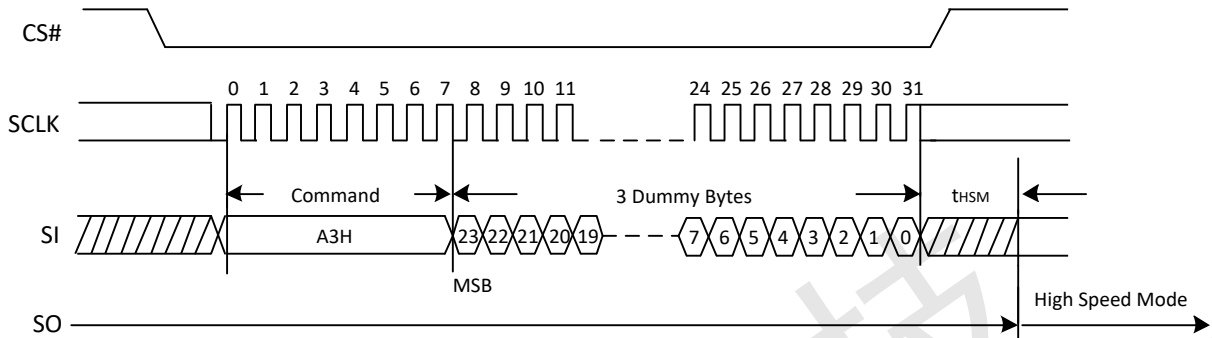 CS#
0 1 2 3 4 5 6 7 8 9 10 11 24 25 26 27 28 29 30 31
SCLK
Command 3 Dummy Bytes tHSM
SI A3H 23 22 21 20 19 7 6 5 4 3 2 1 0
MSB
High Speed Mode
SO
技